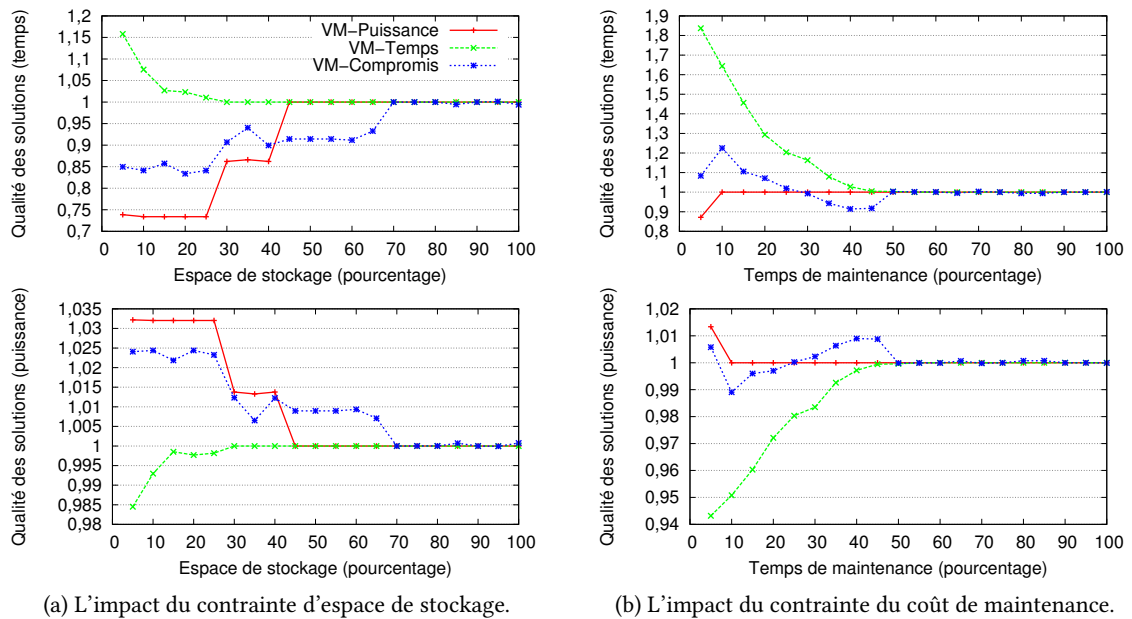 Qualité des solutions (temps)
1,2
1,15
1,1
1,05
1
0,95
0,9
0,85
0,8
0,75
0,7
VM−Puissance
VM−Temps
VM−Compromis
0 10 20 30 40 50 60 70 80 90 100
Espace de stockage (pourcentage)
Qualité des solutions (temps)
1,9
1,8
1,7
1,6
1,5
1,4
1,3
1,2
1,1
1
0,9
0,8
0 10 20 30 40 50 60 70 80 90 100
Temps de maintenance (pourcentage)
Qualité des solutions (puissance)
1,035
1,03
1,025
1,02
1,015
1,01
1,005
1
0,995
0,99
0,985
0,98
0 10 20 30 40 50 60 70 80 90 100
Espace de stockage (pourcentage)
Qualité des solutions (puissance)
1,02
1,01
1
0,99
0,98
0,97
0,96
0,95
0,94
0 10 20 30 40 50 60 70 80 90 100
Temps de maintenance (pourcentage)
(a) L'impact du contrainte d'espace de stockage.
(b) L'impact du contrainte du coût de maintenance.